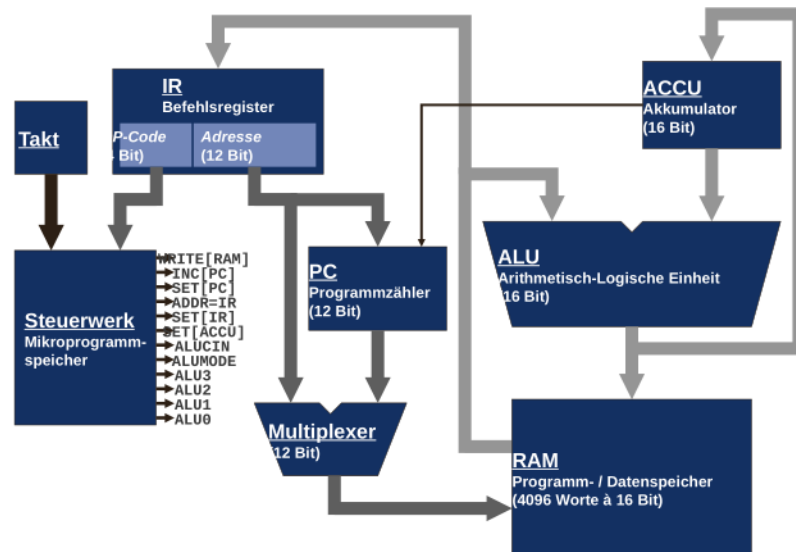 IR
Befehlsregister
P-Code
Bit)
Adresse
(12 Bit)
Takt
ACCU
Akkumulator
(16 Bit)
Steuerwerk
Mikroprogramm-
speicher
WRITE[RAM]
INC[PC]
SET[PC]
ADDR=IR
SET[IR]
SET[ACCU]
ALUCIN
ALUMODE
ALU3
ALU2
ALU1
ALU0
PC
Programmzähler
(12 Bit)
ALU
Arithmetisch-Logische Einheit
16 Bit)
Multiplexer
(12 Bit)
RAM
Programm- / Datenspeicher
(4096 Worte à 16 Bit)